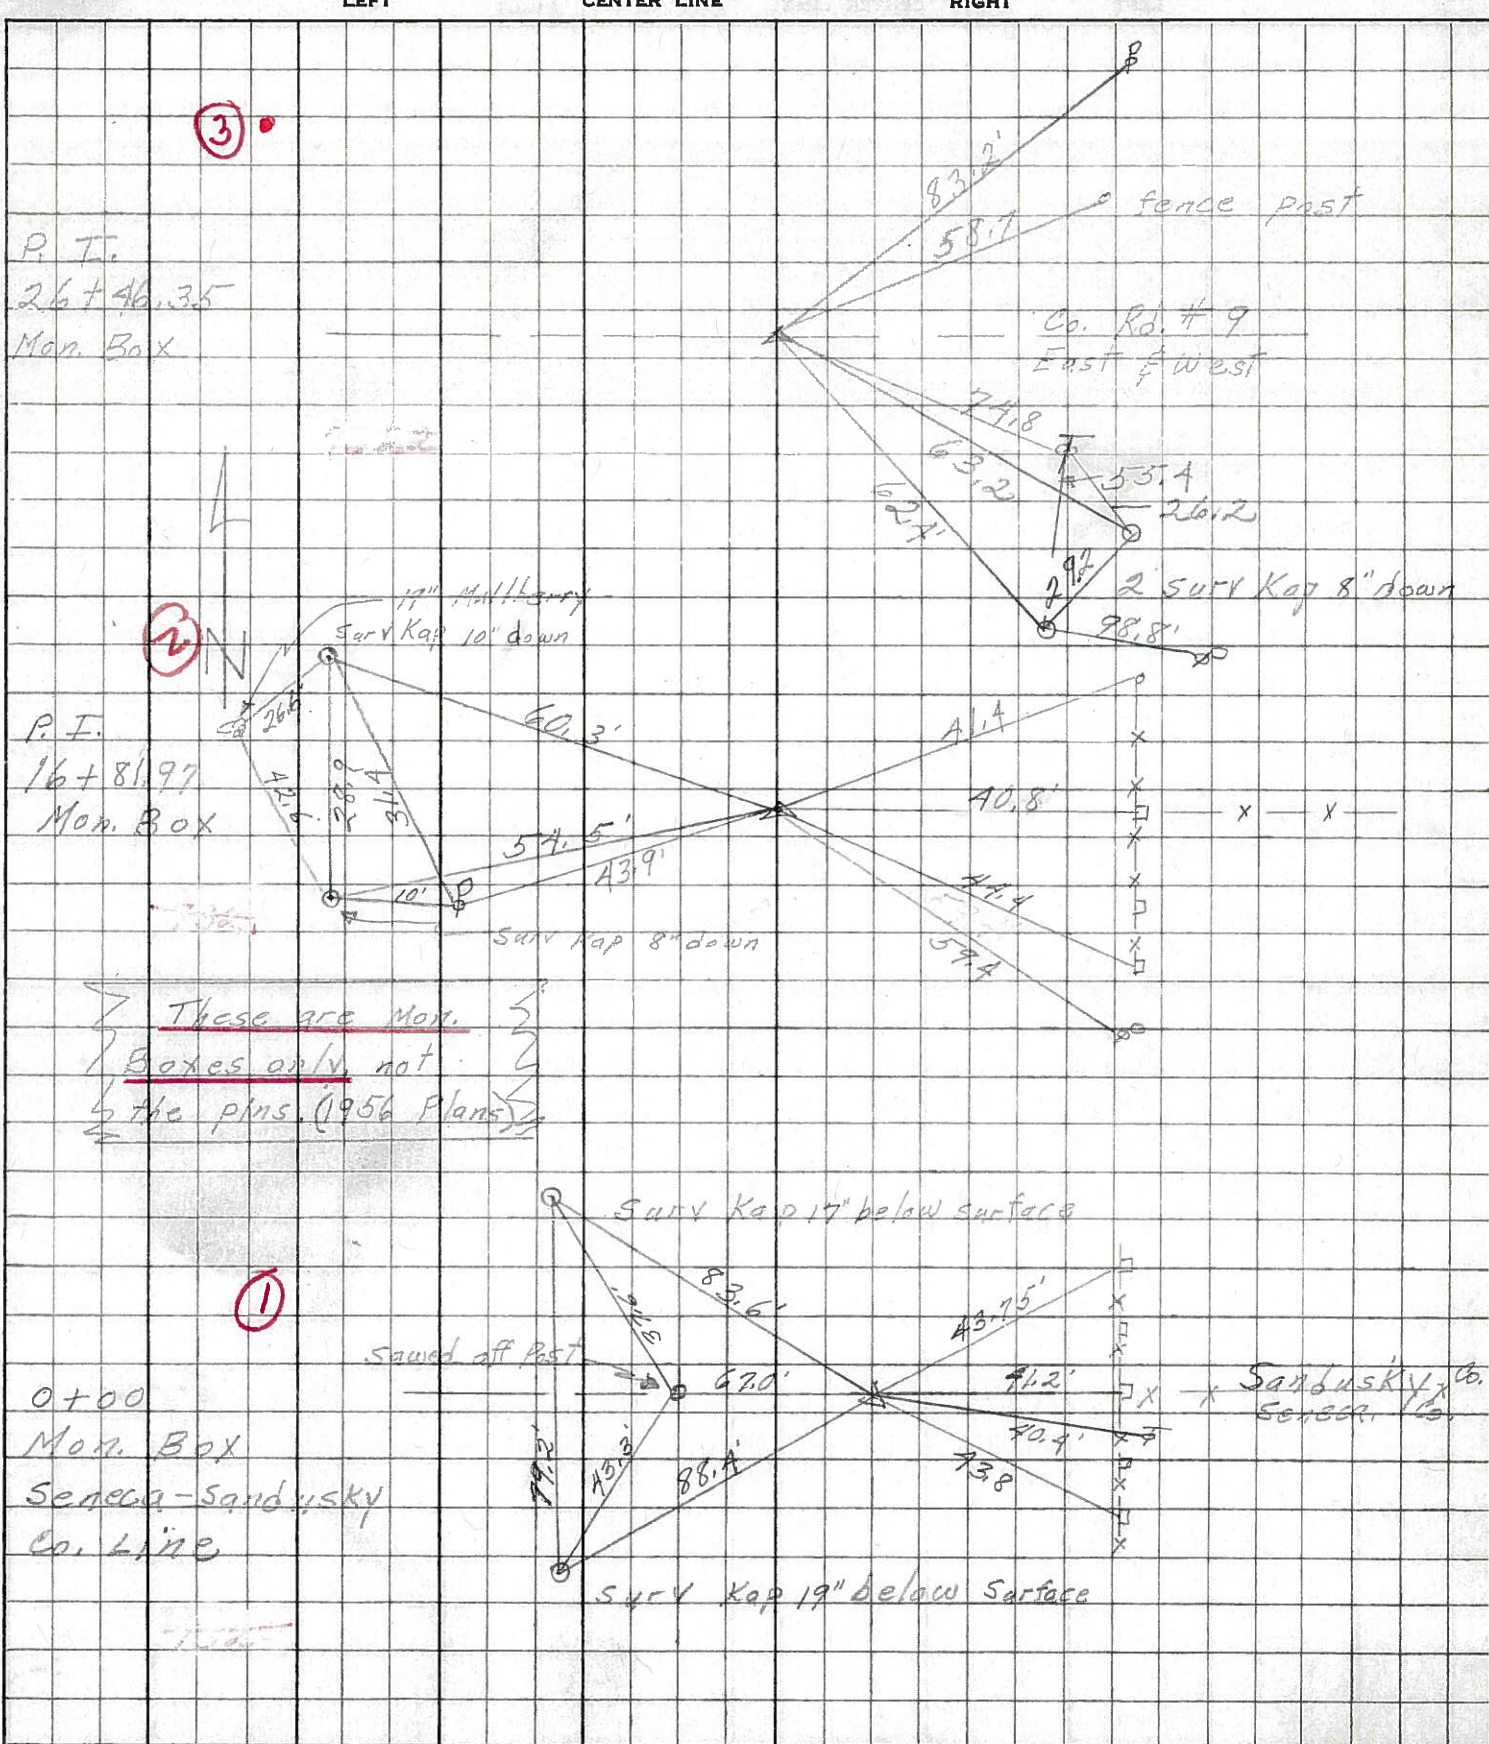 LEFT CENTER LINE RIGHT
3
83.2'
58.7
fence post
P. I.
26+46.35
Mon. Box
Co. Rd. # 9
East & West
74.8
63.2
62.4'
55.4
26.2
29.2
2 Surv Kap 8" down
98.8'
2
N
17" Mullberry
Surv Kap 10" down
P. I.
16+81.97
Mon. Box
26.6'
42.6'
28.9
31.4
60.3'
54.5'
43.9'
10'
Surv Kap 8" down
41.4
40.8'
x x
44.4
59.4
These are Mon.
Boxes only, not
the pins. (1956 Plans)
1
Surv Kap 17" below surface
83.6'
43.75'
Sawed off Post
67.0'
41.2'
Sandusky Co.
Seneca Co.
0+00
Mon. Box
Seneca-Sandusky
Co. Line
79.2'
43.3'
88.4'
40.4'
43.8
Surv Kap 19" below Surface